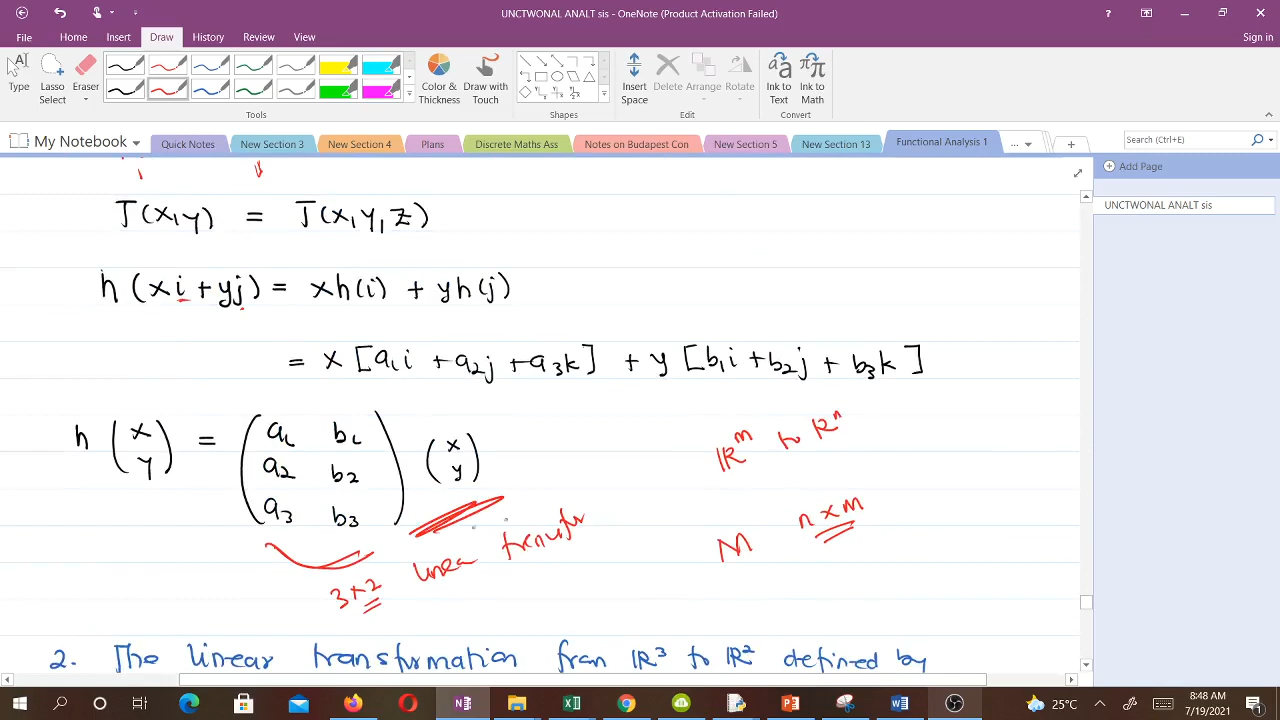 UNCTWONAL ANALT sis - OneNote (Product Activation Failed)
File Home Insert Draw History Review View Sign in
Type
Lasso Select
Eraser
Color & Thickness
Draw with Touch
Insert Space
Delete Arrange Rotate
Ink to Text
Ink to Math
Tools Shapes Edit Convert
My Notebook Quick Notes New Section 3 New Section 4 Plans Discrete Maths Ass Notes on Budapest Con New Section 5 New Section 13 Functional Analysis 1 ... Search (Ctrl+E)
Add Page
UNCTWONAL ANALT sis
T(x,y) = T(x,y,z)
h (xi + yj) = xh(i) + yh(j)
= x [a1i + a2j + a3k] + y [b1i + b2j + b3k]
h (x y) = (a1 b1 a2 b2 a3 b3) (x y)
ℝ^m to ℝ^n
M n×m
3×2
linear transfr
2. The linear transformation from ℝ³ to ℝ² defined by
25°C
8:48 AM
7/19/2021